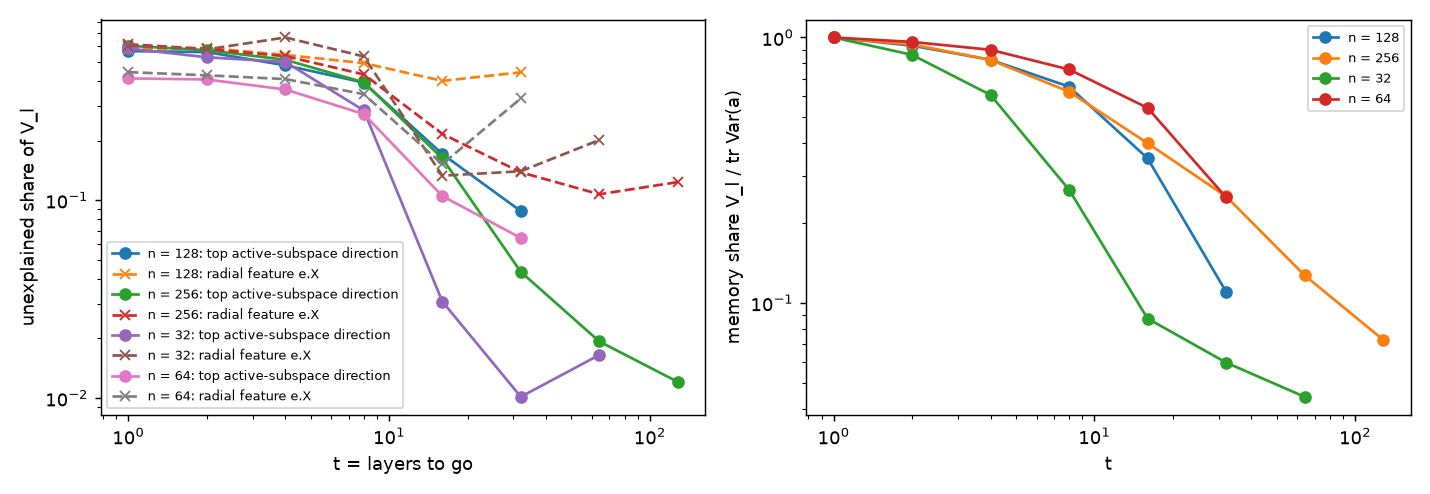 unexplained share of V_l
10^{-1}
10^{-2}
n = 128: top active-subspace direction
n = 128: radial feature e.X
n = 256: top active-subspace direction
n = 256: radial feature e.X
n = 32: top active-subspace direction
n = 32: radial feature e.X
n = 64: top active-subspace direction
n = 64: radial feature e.X
10^0
10^1
10^2
t = layers to go
memory share V_l / tr Var(a)
10^0
10^{-1}
n = 128
n = 256
n = 32
n = 64
10^0
10^1
10^2
t